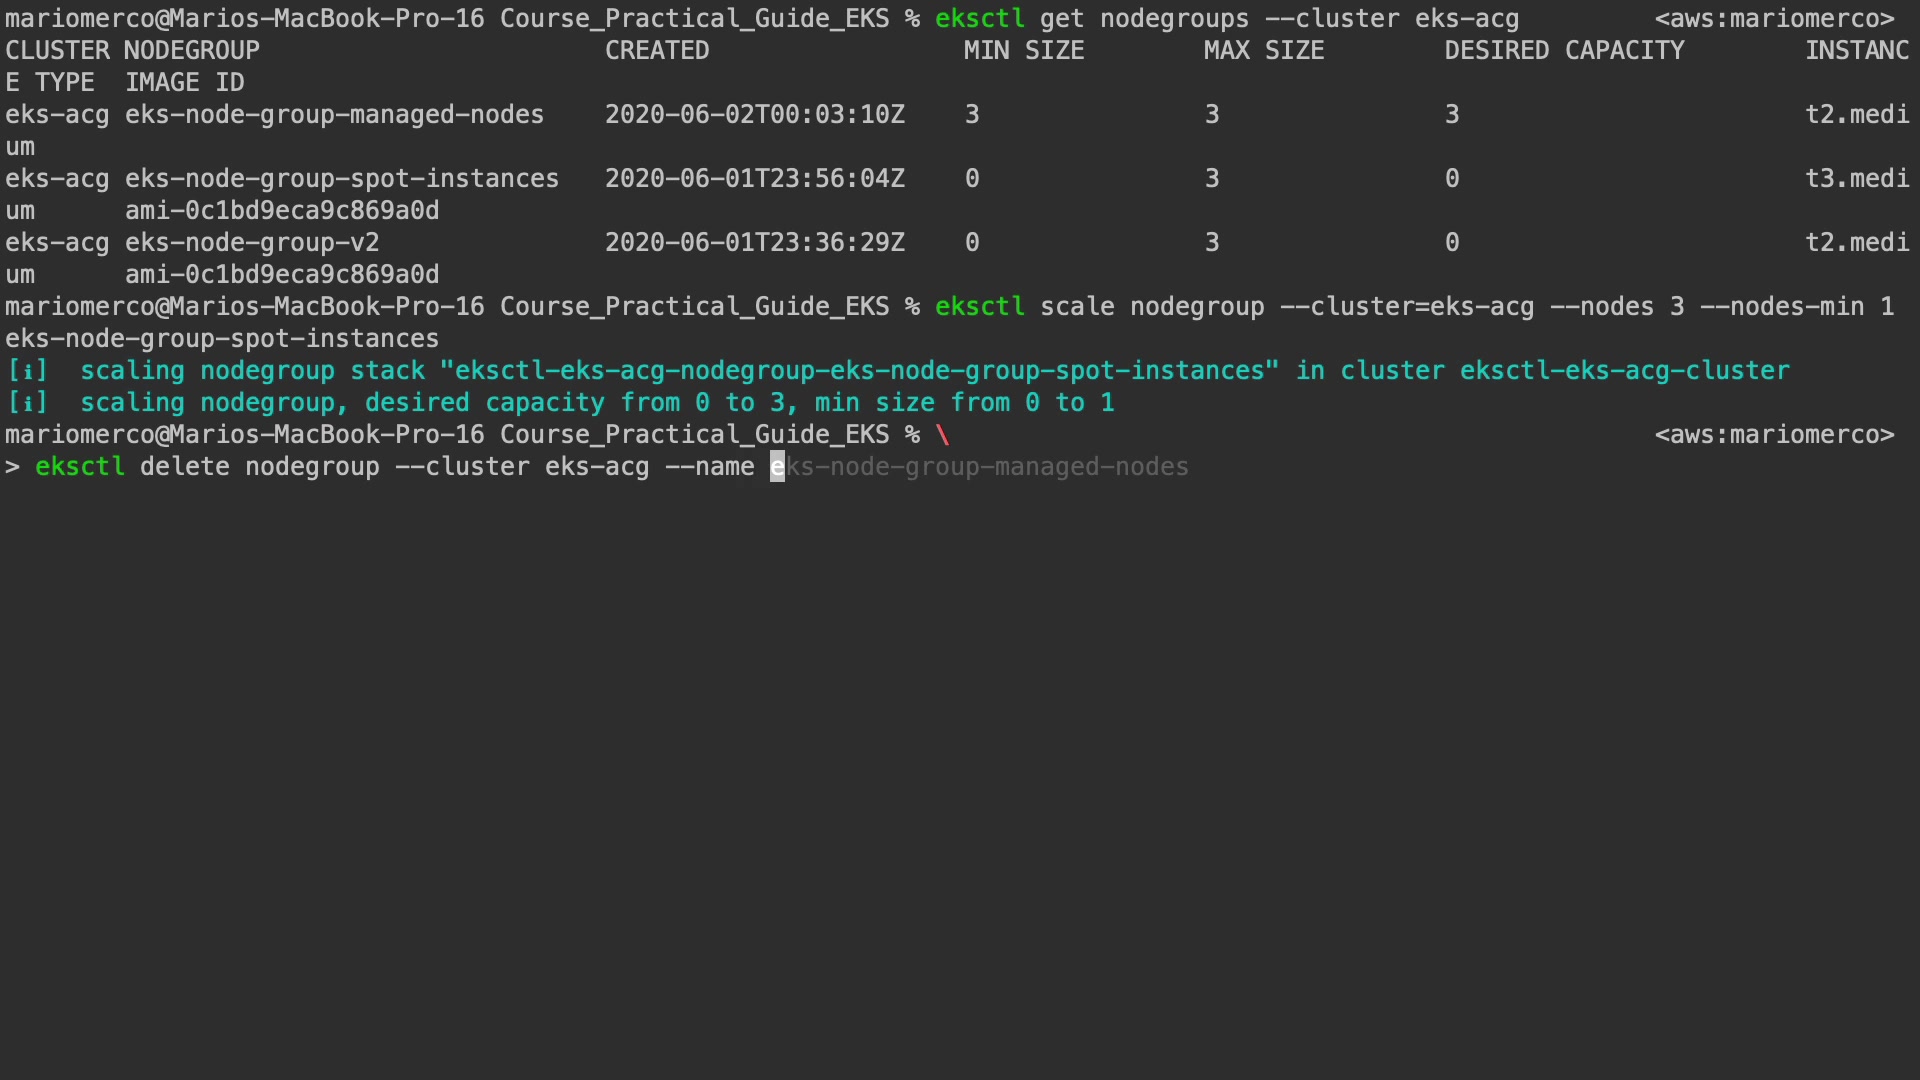 mariomerco@Marios-MacBook-Pro-16 Course_Practical_Guide_EKS % eksctl get nodegroups --cluster eks-acg <aws:mariomerco>
CLUSTER NODEGROUP CREATED MIN SIZE MAX SIZE DESIRED CAPACITY INSTANC
E TYPE IMAGE ID
eks-acg eks-node-group-managed-nodes 2020-06-02T00:03:10Z 3 3 3 t2.medi
um
eks-acg eks-node-group-spot-instances 2020-06-01T23:56:04Z 0 3 0 t3.medi
um ami-0c1bd9eca9c869a0d
eks-acg eks-node-group-v2 2020-06-01T23:36:29Z 0 3 0 t2.medi
um ami-0c1bd9eca9c869a0d
mariomerco@Marios-MacBook-Pro-16 Course_Practical_Guide_EKS % eksctl scale nodegroup --cluster=eks-acg --nodes 3 --nodes-min 1
eks-node-group-spot-instances
[ℹ] scaling nodegroup stack "eksctl-eks-acg-nodegroup-eks-node-group-spot-instances" in cluster eksctl-eks-acg-cluster
[ℹ] scaling nodegroup, desired capacity from 0 to 3, min size from 0 to 1
mariomerco@Marios-MacBook-Pro-16 Course_Practical_Guide_EKS % \ <aws:mariomerco>
> eksctl delete nodegroup --cluster eks-acg --name eks-node-group-managed-nodes